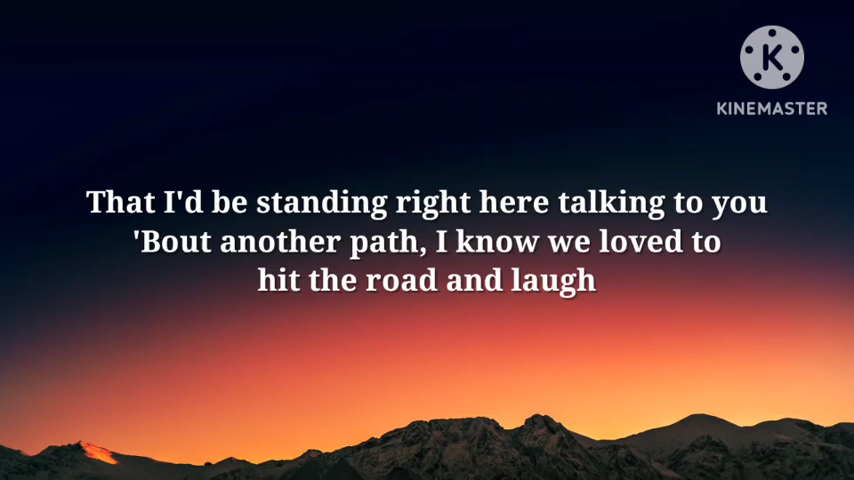 KINEMASTER
That I'd be standing right here talking to you
'Bout another path, I know we loved to
hit the road and laugh